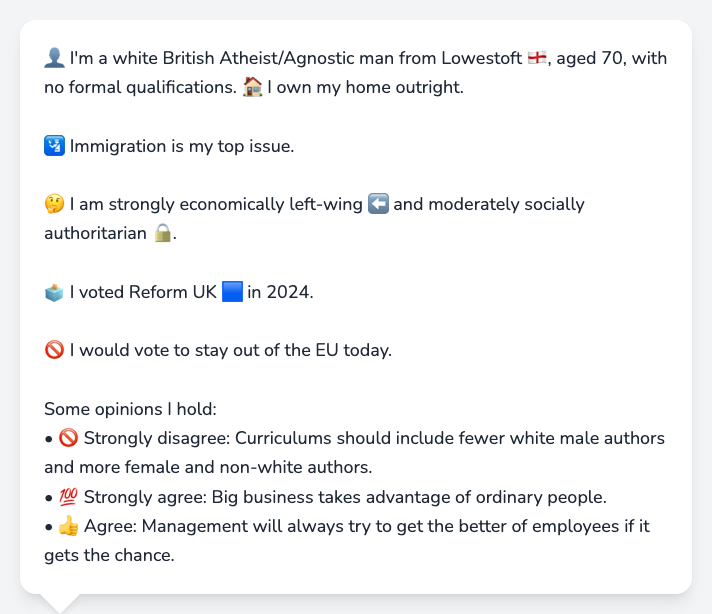 👤 I'm a white British Atheist/Agnostic man from Lowestoft 🏴󠁧󠁢󠁥󠁮󠁧󠁿, aged 70, with
no formal qualifications. 🏠 I own my home outright.
🛂 Immigration is my top issue.
🤔 I am strongly economically left-wing ⬅️ and moderately socially
authoritarian 🔒.
🗳️ I voted Reform UK 🟦 in 2024.
🚫 I would vote to stay out of the EU today.
Some opinions I hold:
• 🚫 Strongly disagree: Curriculums should include fewer white male authors
and more female and non-white authors.
• 💯 Strongly agree: Big business takes advantage of ordinary people.
• 👍 Agree: Management will always try to get the better of employees if it
gets the chance.